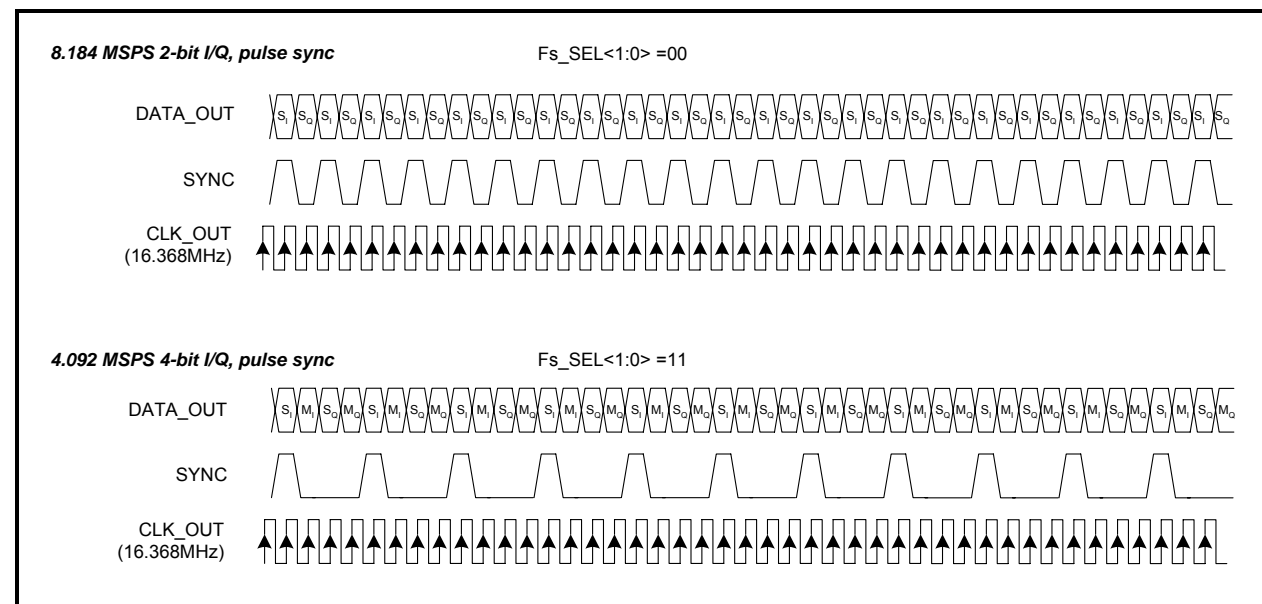 8.184 MSPS 2-bit I/Q, pulse sync Fs_SEL<1:0> =00
DATA_OUT SI SQ SI SQ SI SQ SI SQ SI SQ SI SQ SI SQ SI SQ SI SQ SI SQ SI SQ SI SQ SI SQ SI SQ SI SQ SI SQ SI SQ SI SQ SI SQ SI SQ SI SQ SI SQ
SYNC
CLK_OUT
(16.368MHz)
4.092 MSPS 4-bit I/Q, pulse sync Fs_SEL<1:0> =11
DATA_OUT SI MI SQ MQ SI MI SQ MQ SI MI SQ MQ SI MI SQ MQ SI MI SQ MQ SI MI SQ MQ SI MI SQ MQ SI MI SQ MQ SI MI SQ MQ SI MI SQ MQ SI MI SQ MQ
SYNC
CLK_OUT
(16.368MHz)